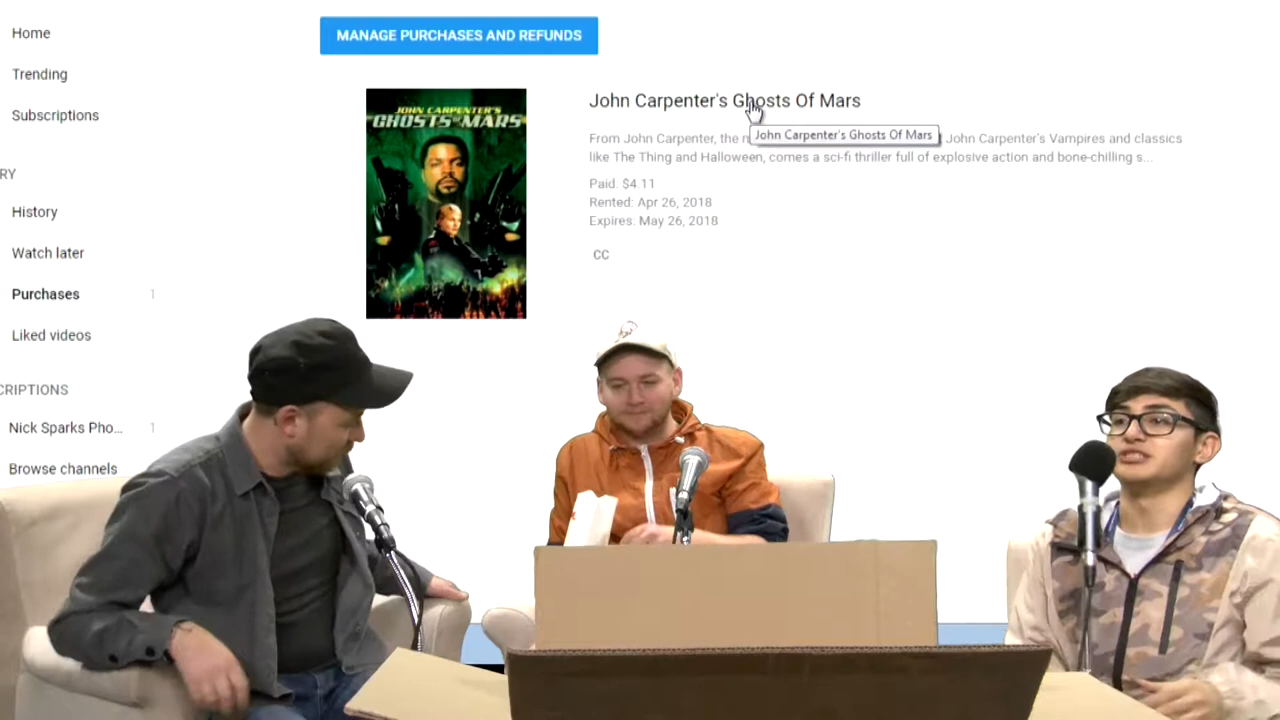 Home
Trending
Subscriptions
RY
History
Watch later
Purchases 1
Liked videos
CRIPTIONS
Nick Sparks Pho... 1
Browse channels
MANAGE PURCHASES AND REFUNDS
JOHN CARPENTER'S
GHOSTS OF MARS
John Carpenter's Ghosts Of Mars
From John Carpenter, the
John Carpenter's Ghosts Of Mars
John Carpenter's Vampires and classics
like The Thing and Halloween, comes a sci-fi thriller full of explosive action and bone-chilling s...
Paid: $4.11
Rented: Apr 26, 2018
Expires: May 26, 2018
CC